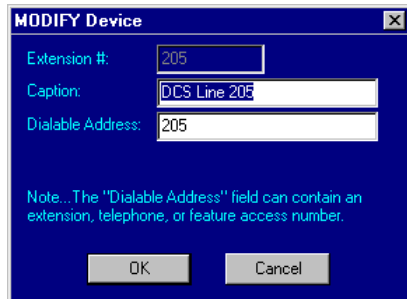 MODIFY Device
Extension #: 205
Caption: DCS Line 205
Dialable Address: 205
Note...The "Dialable Address" field can contain an
extension, telephone, or feature access number.
OK Cancel